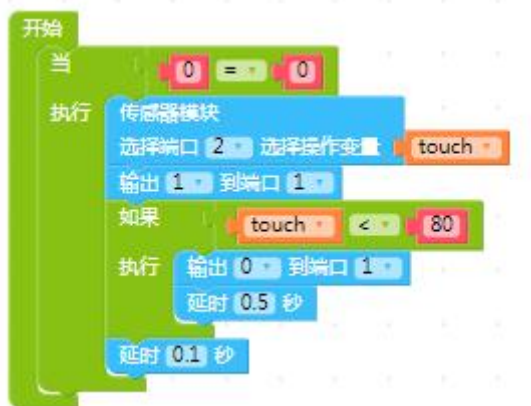 开始
当 0 = 0
执行 传感器模块
选择端口 2 选择操作变量 touch
输出 1 到端口 1
如果 touch < 80
执行 输出 0 到端口 1
延时 0.5 秒
延时 0.1 秒